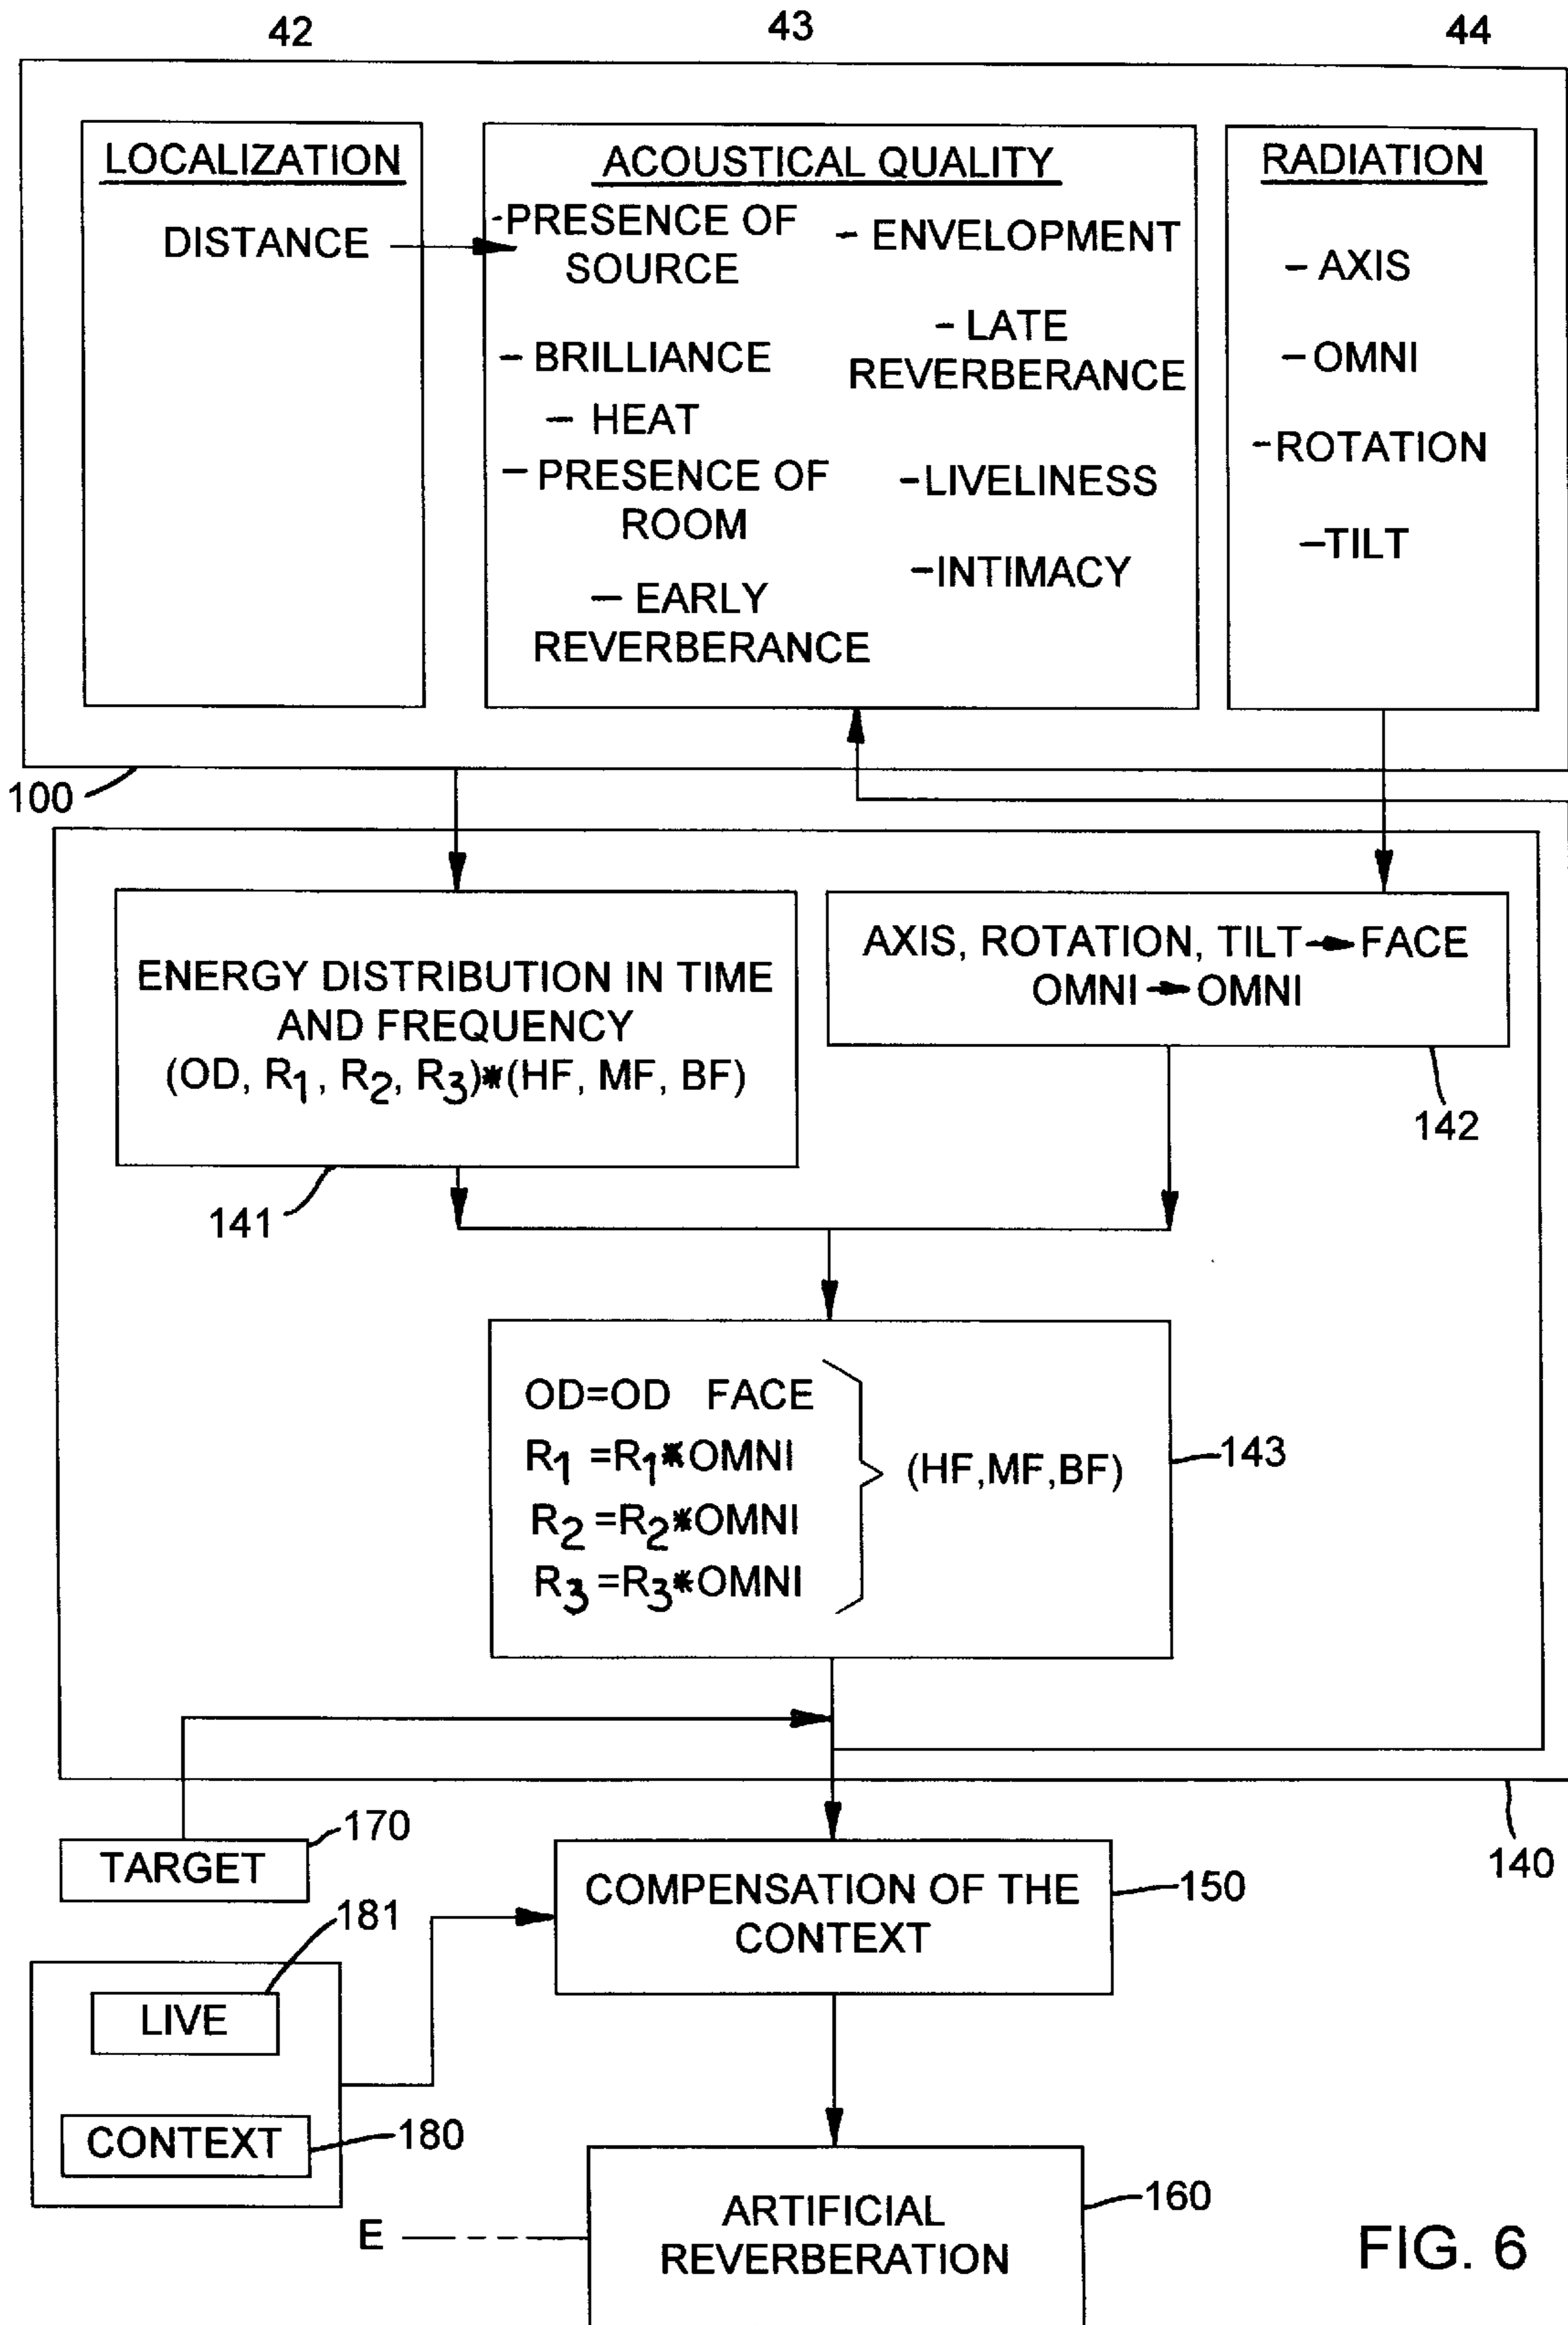 42
43
44
LOCALIZATION
DISTANCE
ACOUSTICAL QUALITY
-PRESENCE OF
SOURCE
- BRILLIANCE
- HEAT
- PRESENCE OF
ROOM
- EARLY
REVERBERANCE
- ENVELOPMENT
- LATE
REVERBERANCE
-LIVELINESS
-INTIMACY
RADIATION
- AXIS
-OMNI
-ROTATION
-TILT
100
ENERGY DISTRIBUTION IN TIME
AND FREQUENCY
(OD, R1, R2, R3)*(HF, MF, BF)
141
AXIS, ROTATION, TILT→FACE
OMNI→OMNI
142
OD=OD FACE
R1 =R1*OMNI
R2 =R2*OMNI
R3 =R3*OMNI
(HF,MF,BF)
143
140
170
TARGET
COMPENSATION OF THE
CONTEXT
150
181
LIVE
CONTEXT
180
E
ARTIFICIAL
REVERBERATION
160
FIG. 6